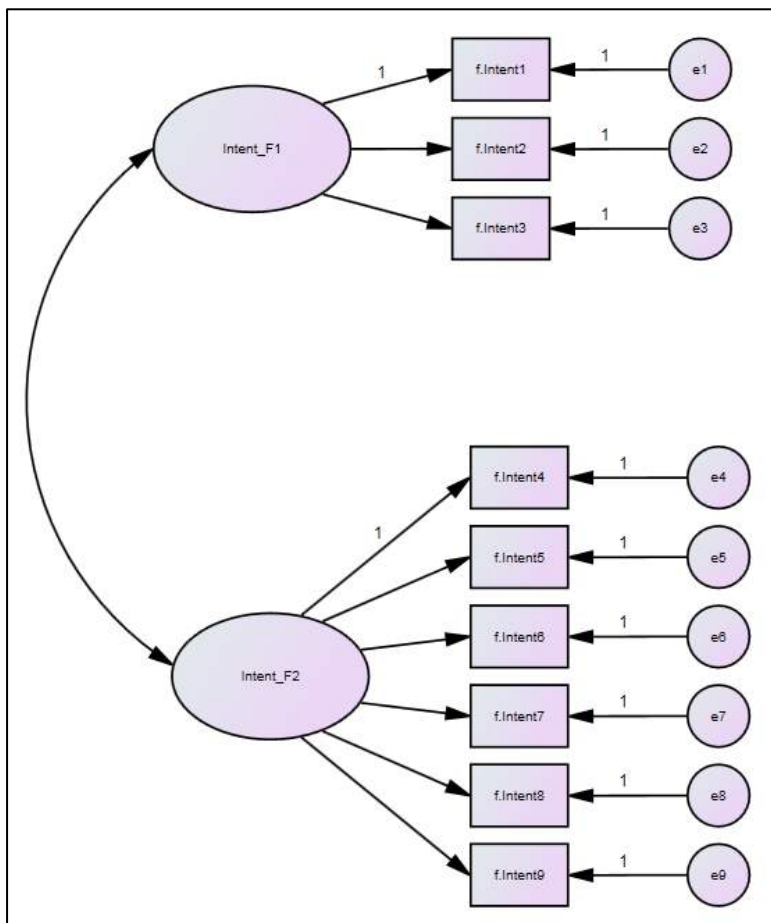 1
f.Intent1
1
e1
Intent_F1
f.Intent2
1
e2
f.Intent3
1
e3
f.Intent4
1
e4
1
f.Intent5
1
e5
f.Intent6
1
e6
Intent_F2
f.Intent7
1
e7
f.Intent8
1
e8
f.Intent9
1
e9